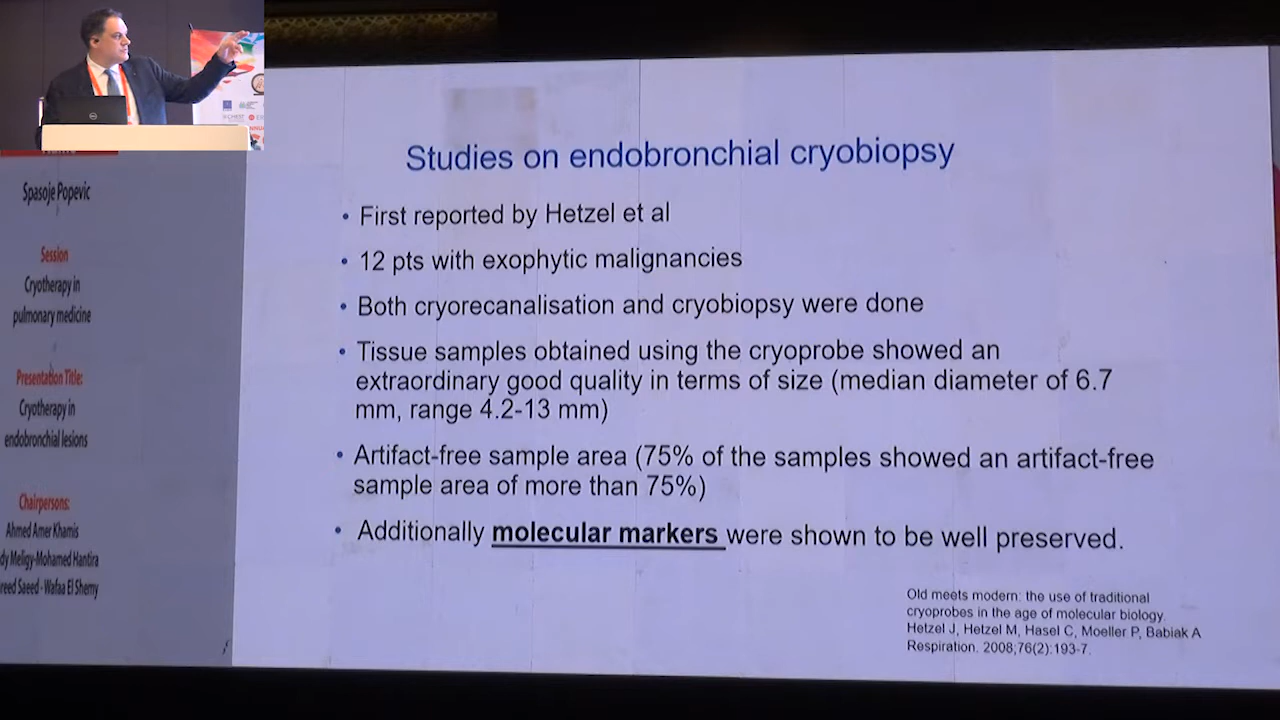 Spasoje Popevic
Session
Cryotherapy in
pulmonary medicine
Presentation Title:
Cryotherapy in
endobronchial lesions
Chairpersons:
Ahmed Amer Khamis
dy Meligy-Mohamed Hantira
reed Saeed - Wafaa El Shemy
Studies on endobronchial cryobiopsy
• First reported by Hetzel et al
• 12 pts with exophytic malignancies
• Both cryorecanalisation and cryobiopsy were done
• Tissue samples obtained using the cryoprobe showed an
extraordinary good quality in terms of size (median diameter of 6.7
mm, range 4.2-13 mm)
• Artifact-free sample area (75% of the samples showed an artifact-free
sample area of more than 75%)
• Additionally molecular markers were shown to be well preserved.
Old meets modern: the use of traditional
cryoprobes in the age of molecular biology.
Hetzel J, Hetzel M, Hasel C, Moeller P, Babiak A
Respiration. 2008;76(2):193-7.